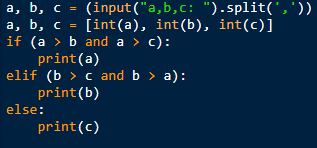 a, b, c = (input("a,b,c: ").split(','))
a, b, c = [int(a), int(b), int(c)]
if (a > b and a > c):
    print(a)
elif (b > c and b > a):
    print(b)
else:
    print(c)